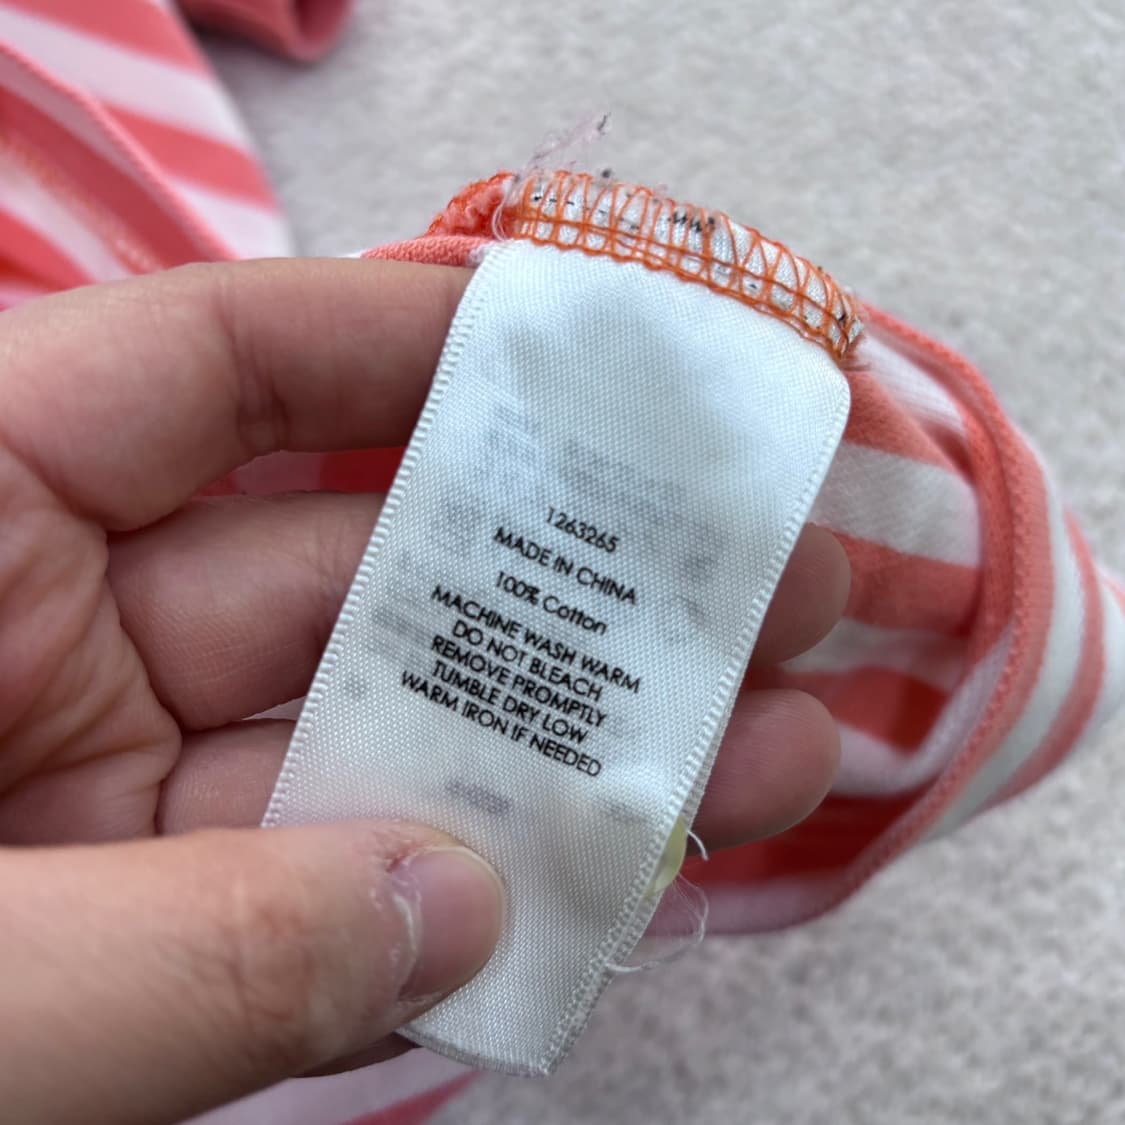 1263265
MADE IN CHINA
100% Cotton
MACHINE WASH WARM
DO NOT BLEACH
REMOVE PROMPTLY
TUMBLE DRY LOW
WARM IRON IF NEEDED